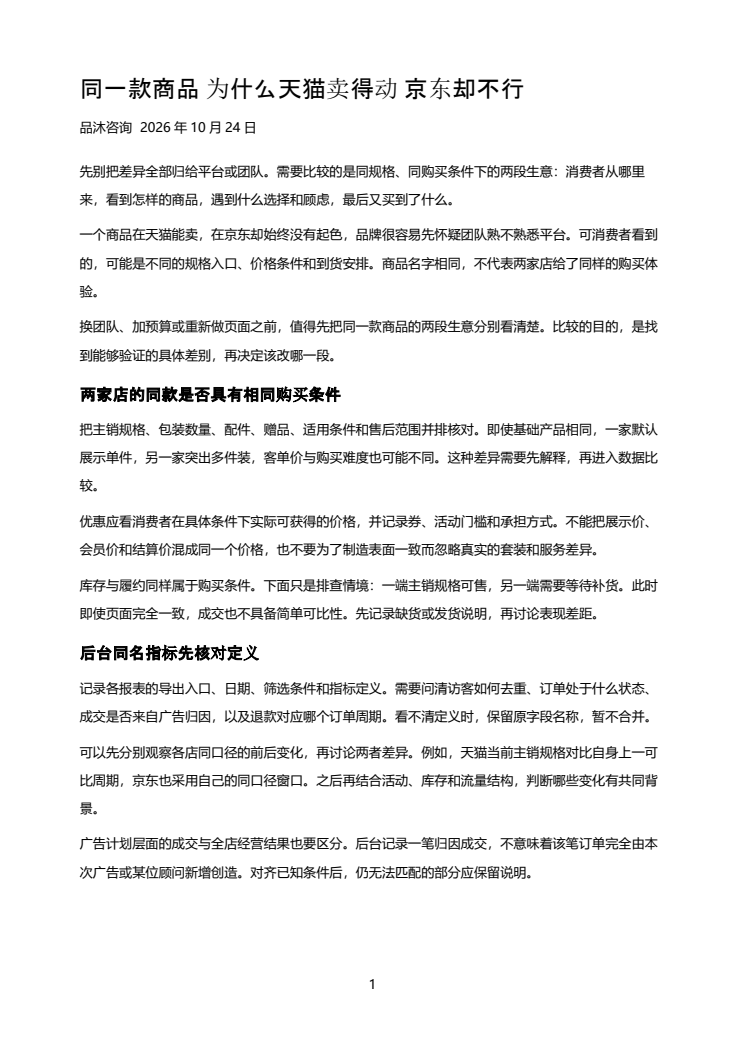 同一款商品 为什么天猫卖得动 京东却不行
品沐咨询 2026 年 10 月 24 日
先别把差异全部归给平台或团队。需要比较的是同规格、同购买条件下的两段生意：消费者从哪里
来，看到怎样的商品，遇到什么选择和顾虑，最后又买到了什么。
一个商品在天猫能卖，在京东却始终没有起色，品牌很容易先怀疑团队熟不熟悉平台。可消费者看到
的，可能是不同的规格入口、价格条件和到货安排。商品名字相同，不代表两家店给了同样的购买体
验。
换团队、加预算或重新做页面之前，值得先把同一款商品的两段生意分别看清楚。比较的目的，是找
到能够验证的具体差别，再决定该改哪一段。
两家店的同款是否具有相同购买条件
把主销规格、包装数量、配件、赠品、适用条件和售后范围并排核对。即使基础产品相同，一家默认
展示单件，另一家突出多件装，客单价与购买难度也可能不同。这种差异需要先解释，再进入数据比
较。
优惠应看消费者在具体条件下实际可获得的价格，并记录券、活动门槛和承担方式。不能把展示价、
会员价和结算价混成同一个价格，也不要为了制造表面一致而忽略真实的套装和服务差异。
库存与履约同样属于购买条件。下面只是排查情境：一端主销规格可售，另一端需要等待补货。此时
即使页面完全一致，成交也不具备简单可比性。先记录缺货或发货说明，再讨论表现差距。
后台同名指标先核对定义
记录各报表的导出入口、日期、筛选条件和指标定义。需要问清访客如何去重、订单处于什么状态、
成交是否来自广告归因，以及退款对应哪个订单周期。看不清定义时，保留原字段名称，暂不合并。
可以先分别观察各店同口径的前后变化，再讨论两者差异。例如，天猫当前主销规格对比自身上一可
比周期，京东也采用自己的同口径窗口。之后再结合活动、库存和流量结构，判断哪些变化有共同背
景。
广告计划层面的成交与全店经营结果也要区分。后台记录一笔归因成交，不意味着该笔订单完全由本
次广告或某位顾问新增创造。对齐已知条件后，仍无法匹配的部分应保留说明。
1